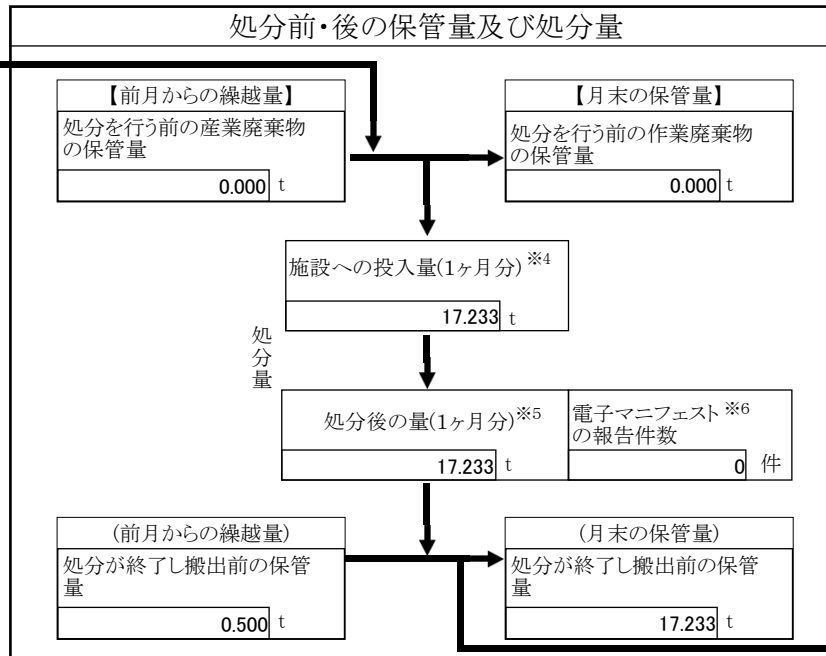 処分前・後の保管量及び処分量
【前月からの繰越量】
処分を行う前の産業廃棄物
の保管量
0.000 t
【月末の保管量】
処分を行う前の作業廃棄物
の保管量
0.000 t
施設への投入量(1ヶ月分)※4
17.233 t
処分量
処分後の量(1ヶ月分)※5
17.233 t
電子マニフェスト※6
の報告件数
0 件
(前月からの繰越量)
処分が終了し搬出前の保管
量
0.500 t
(月末の保管量)
処分が終了し搬出前の保管
量
17.233 t